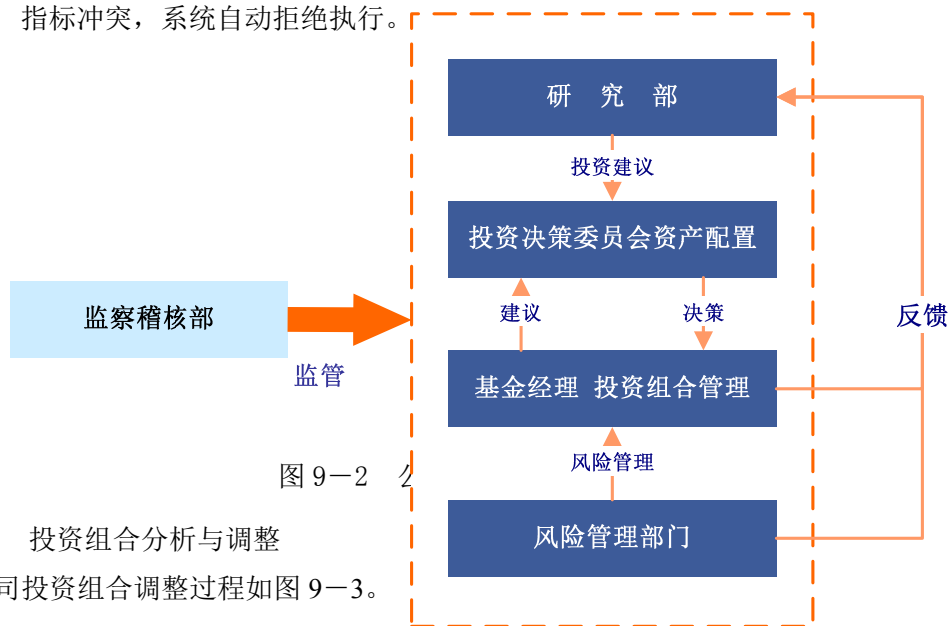 指标冲突，系统自动拒绝执行。
研 究 部
投资建议
投资决策委员会资产配置
监察稽核部
监管
建议
决策
反馈
基金经理 投资组合管理
风险管理
图 9－2
风险管理部门
投资组合分析与调整
司投资组合调整过程如图 9－3。